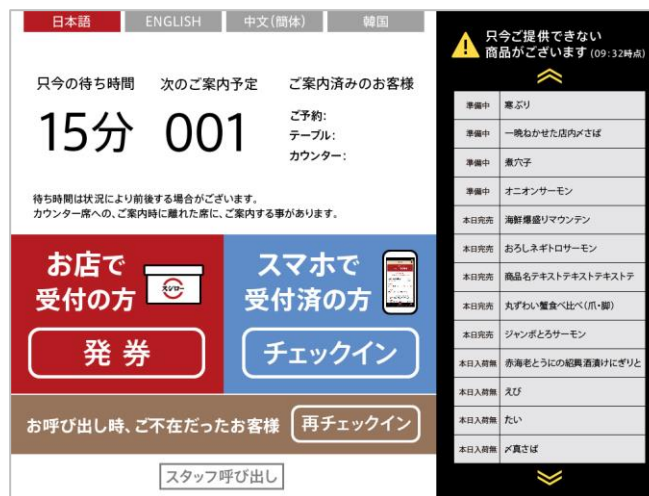 日本語
ENGLISH
中文(簡体)
韓国
只今の待ち時間
15分
次のご案内予定
001
ご案内済みのお客様
ご予約:
テーブル:
カウンター:
待ち時間は状況により前後する場合がございます。
カウンター席への、ご案内時に離れた席に、ご案内する事があります。
お店で
受付の方
スシロー
発券
スマホで
受付済の方
チェックイン
お呼び出し時、ご不在だったお客様
再チェックイン
スタッフ呼び出し
只今ご提供できない
商品がございます (09:32時点)
準備中 寒ぶり
準備中 一晩ねかせた店内〆さば
準備中 煮穴子
準備中 オニオンサーモン
本日完売 海鮮爆盛りマウンテン
本日完売 おろしネギトロサーモン
本日完売 商品名テキストテキストテキストテ
本日完売 丸ずわい蟹食べ比べ(爪・脚)
本日完売 ジャンボとろサーモン
本日入荷無 赤海老とうにの紹興酒漬けにぎりと
本日入荷無 えび
本日入荷無 たい
本日入荷無 〆真さば